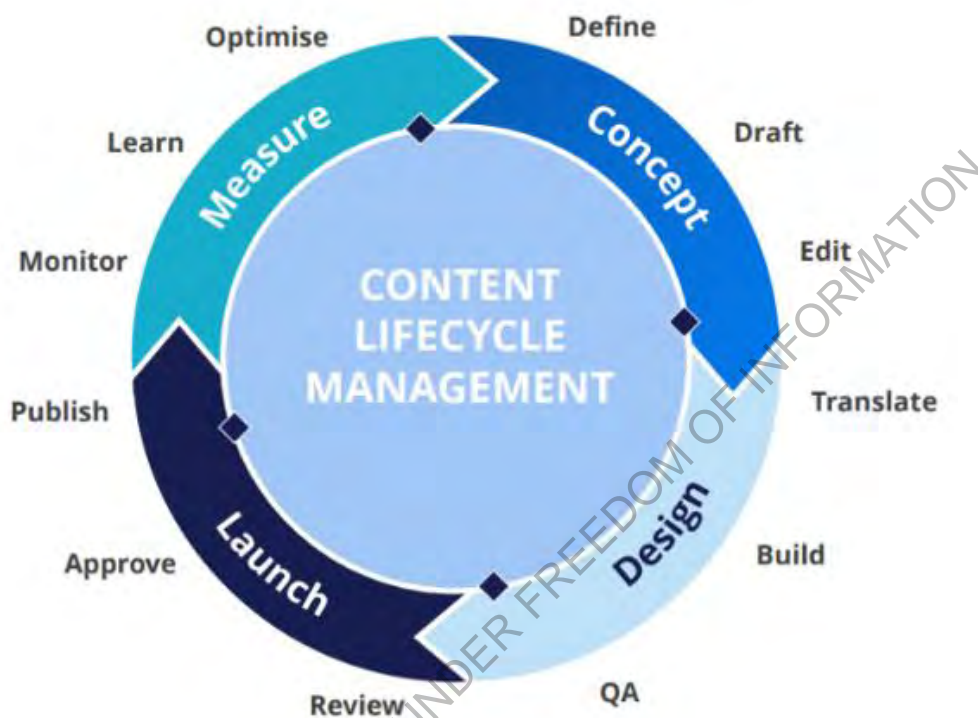 Define
Optimise
Concept
Draft
Measure
Learn
Edit
Monitor
CONTENT
LIFECYCLE
MANAGEMENT
Translate
Publish
Design
Build
Launch
Approve
QA
Review
UNDER FREEDOM OF INFORMATION